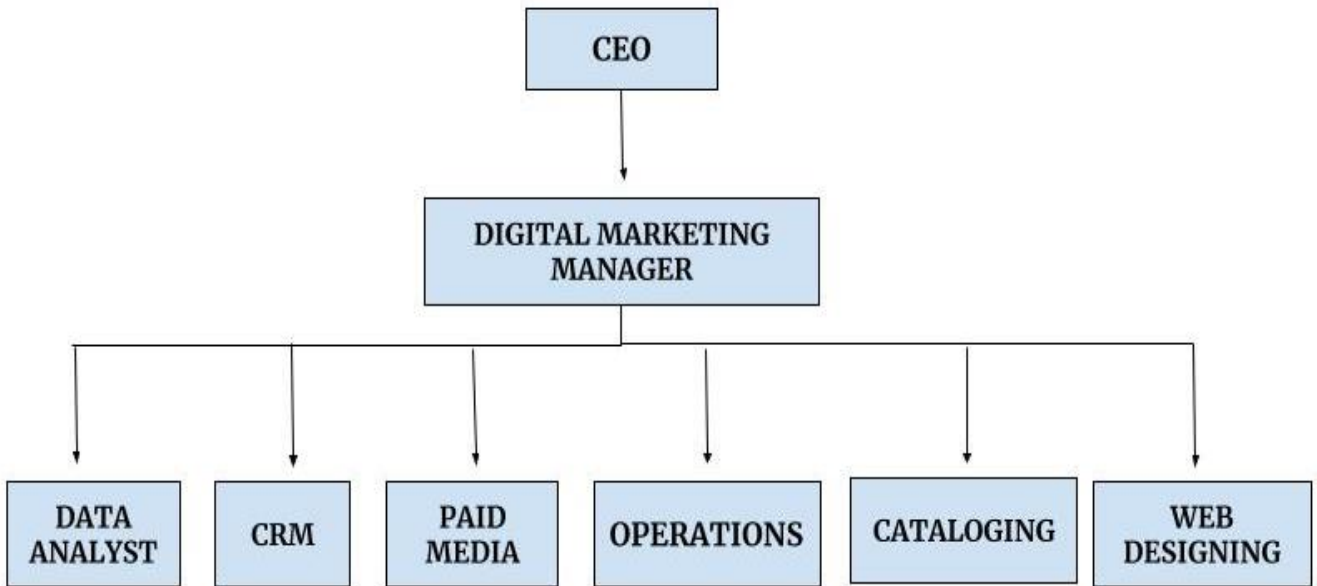 CEO
DIGITAL MARKETING
MANAGER
DATA
ANALYST
CRM
PAID
MEDIA
OPERATIONS
CATALOGING
WEB
DESIGNING